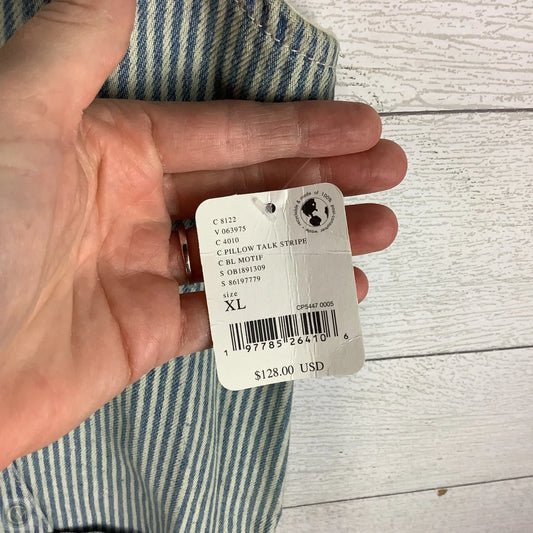 C 8122
V 063975
C 4010
C PILLOW TALK STRIPE
C BL MOTIF
S OB1891309
S 86197779
size
XL
CP5447 0005
1 97785 26410 6
$128.00 USD